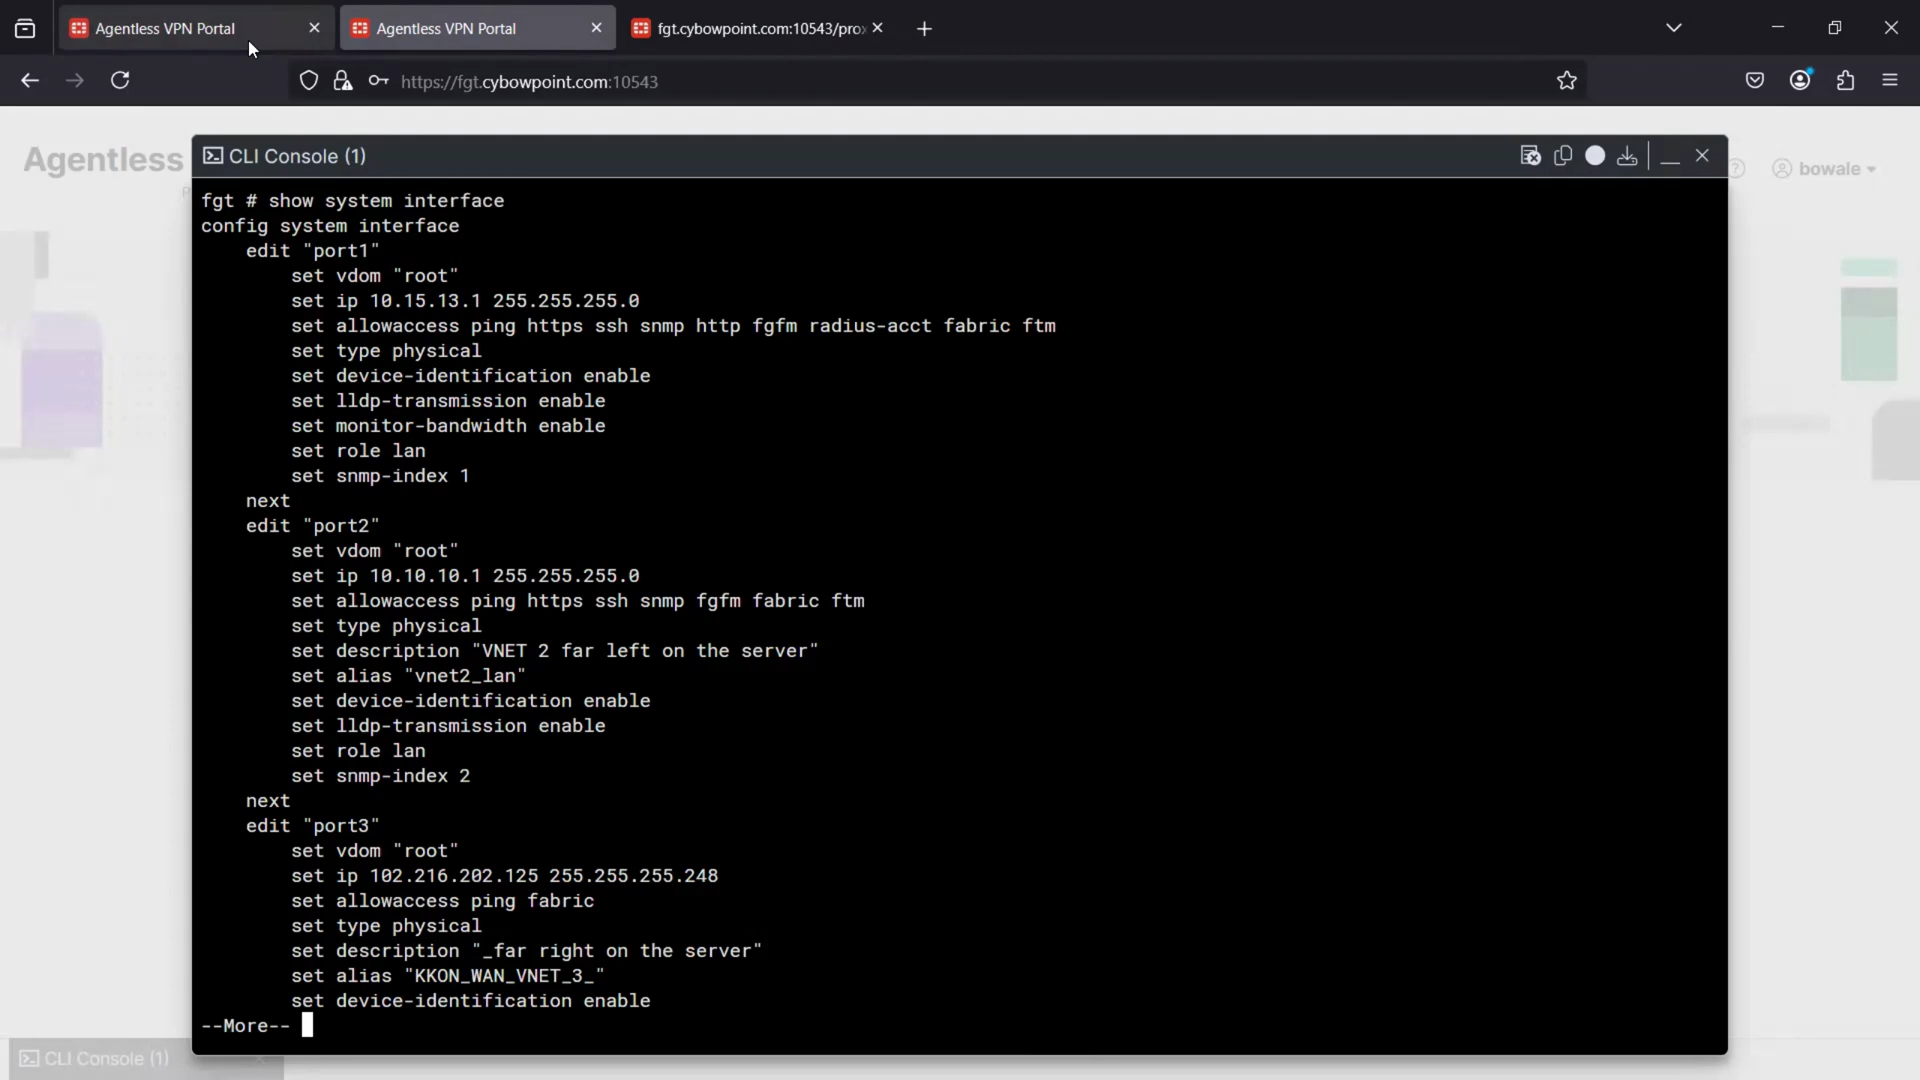 Agentless VPN Portal
Agentless VPN Portal
fgt.cybowpoint.com:10543/pro
https://fgt.cybowpoint.com:10543
Agentless
bowale
CLI Console (1)
fgt # show system interface
config system interface
edit "port1"
set vdom "root"
set ip 10.15.13.1 255.255.255.0
set allowaccess ping https ssh snmp http fgfm radius-acct fabric ftm
set type physical
set device-identification enable
set lldp-transmission enable
set monitor-bandwidth enable
set role lan
set snmp-index 1
next
edit "port2"
set vdom "root"
set ip 10.10.10.1 255.255.255.0
set allowaccess ping https ssh snmp fgfm fabric ftm
set type physical
set description "VNET 2 far left on the server"
set alias "vnet2_lan"
set device-identification enable
set lldp-transmission enable
set role lan
set snmp-index 2
next
edit "port3"
set vdom "root"
set ip 102.216.202.125 255.255.255.248
set allowaccess ping fabric
set type physical
set description "_far right on the server"
set alias "KKON_WAN_VNET_3_"
set device-identification enable
--More--
CLI Console (1)